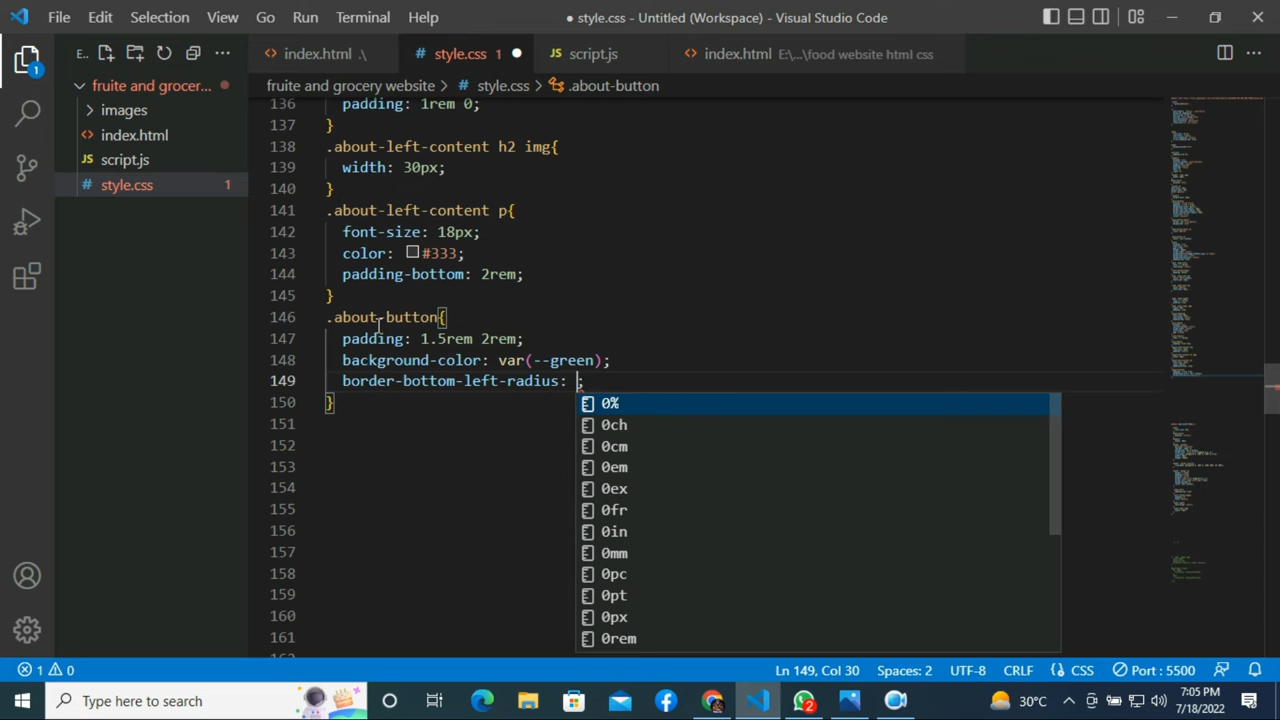 File Edit Selection View Go Run Terminal Help ● style.css - Untitled (Workspace) - Visual Studio Code
E.. index.html .\ # style.css 1 JS script.js index.html E:\...\food website html css
fruite and grocer... fruite and grocery website > # style.css > .about-button
1
images
index.html
JS script.js
# style.css 1
136 padding: 1rem 0;
137 }
138 .about-left-content h2 img{
139 width: 30px;
140 }
141 .about-left-content p{
142 font-size: 18px;
143 color: #333;
144 padding-bottom: 2rem;
145 }
146 .about-button{
147 padding: 1.5rem 2rem;
148 background-color: var(--green);
149 border-bottom-left-radius: ;
150 }
151
152
153
154
155
156
157
158
159
160
161
0%
0ch
0cm
0em
0ex
0fr
0in
0mm
0pc
0pt
0px
0rem
1 0 Ln 149, Col 30 Spaces: 2 UTF-8 CRLF CSS Port : 5500
Type here to search 2 30°C 7:05 PM
7/18/2022